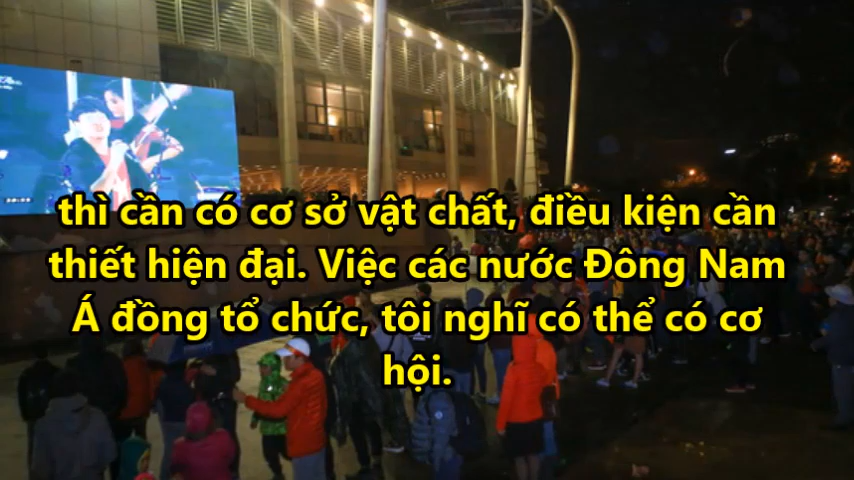 thì cần có cơ sở vật chất, điều kiện cần
thiết hiện đại. Việc các nước Đông Nam
Á đồng tổ chức, tôi nghĩ có thể có cơ
hội.